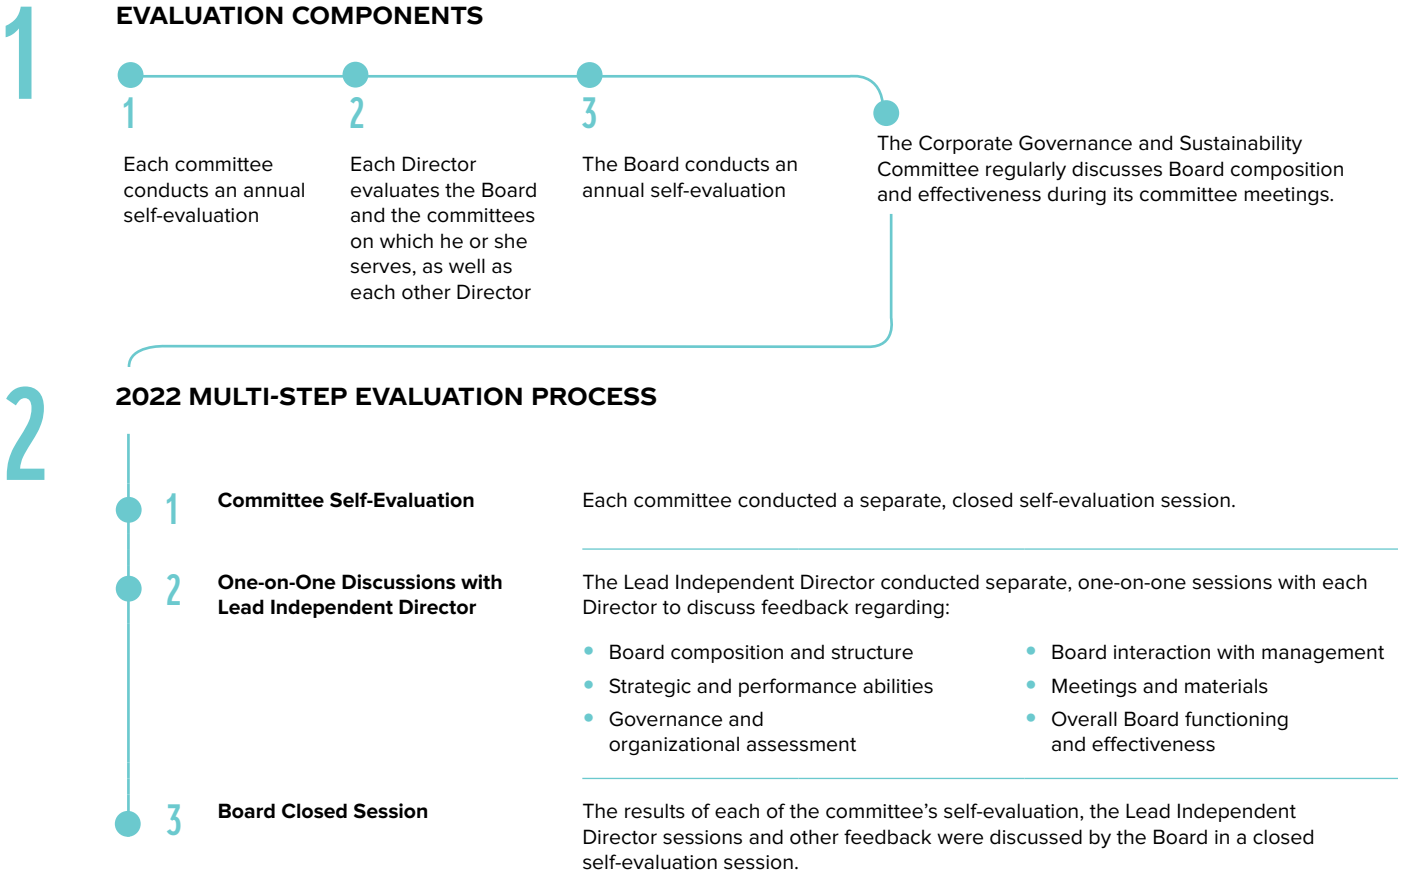 1
EVALUATION COMPONENTS
1
Each committee
conducts an annual
self-evaluation
2
Each Director
evaluates the Board
and the committees
on which he or she
serves, as well as
each other Director
3
The Board conducts an
annual self-evaluation
The Corporate Governance and Sustainability
Committee regularly discusses Board composition
and effectiveness during its committee meetings.
2
2022 MULTI-STEP EVALUATION PROCESS
1
Committee Self-Evaluation
Each committee conducted a separate, closed self-evaluation session.
2
One-on-One Discussions with
Lead Independent Director
The Lead Independent Director conducted separate, one-on-one sessions with each
Director to discuss feedback regarding:
• Board composition and structure
• Strategic and performance abilities
• Governance and
organizational assessment
• Board interaction with management
• Meetings and materials
• Overall Board functioning
and effectiveness
3
Board Closed Session
The results of each of the committee’s self-evaluation, the Lead Independent
Director sessions and other feedback were discussed by the Board in a closed
self-evaluation session.